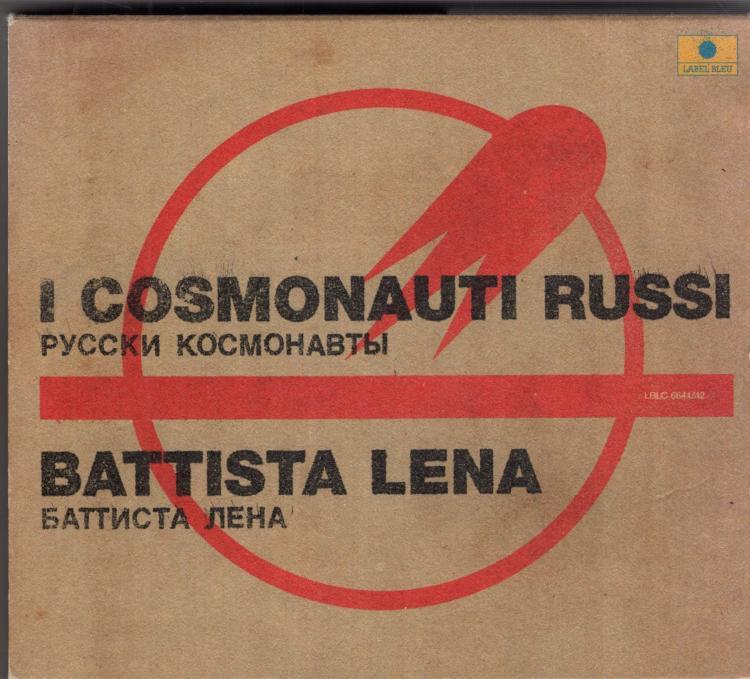 LABEL BLEU
I COSMONAUTI RUSSI
РУССКИ КОСМОНАВТЫ
LBLC 6641/42
BATTISTA LENA
БАТТИСТА ЛЕНА